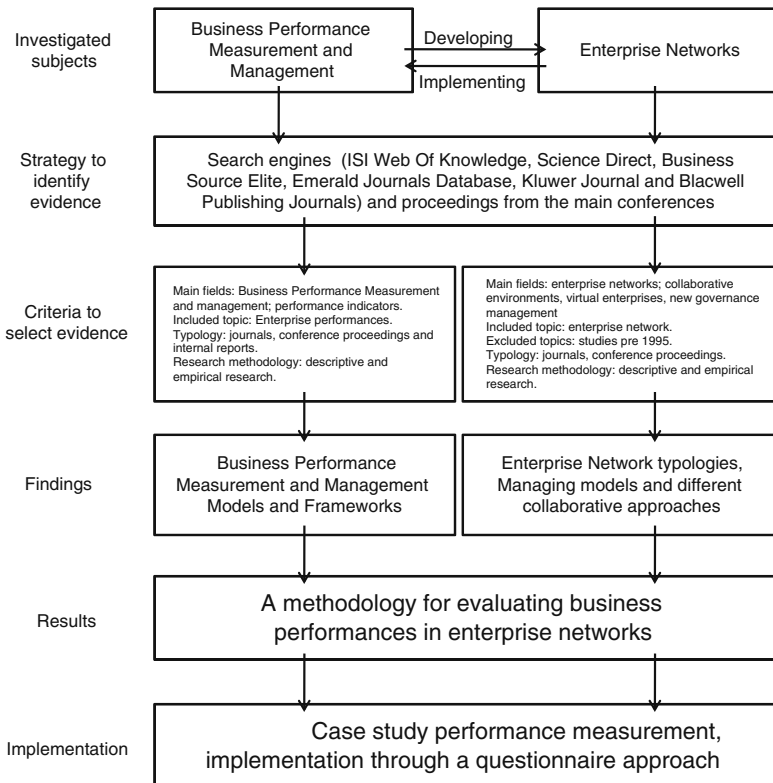 Investigated
subjects
Business Performance
Measurement and
Management
Developing
Implementing
Enterprise Networks
Strategy to
identify
evidence
Search engines (ISI Web Of Knowledge, Science Direct, Business
Source Elite, Emerald Journals Database, Kluwer Journal and Blacwell
Publishing Journals) and proceedings from the main conferences
Criteria to
select evidence
Main fields: Business Performance Measurement
and management; performance indicators.
Included topic: Enterprise performances.
Typology: journals, conference proceedings and
internal reports.
Research methodology: descriptive and
empirical research.
Main fields: enterprise networks; collaborative
environments, virtual enterprises, new governance
management
Included topic: enterprise network.
Excluded topics: studies pre 1995.
Typology: journals, conference proceedings.
Research methodology: descriptive and empirical
research.
Findings
Business Performance
Measurement and Management
Models and Frameworks
Enterprise Network typologies,
Managing models and different
collaborative approaches
Results
A methodology for evaluating business
performances in enterprise networks
Implementation
Case study performance measurement,
implementation through a questionnaire approach